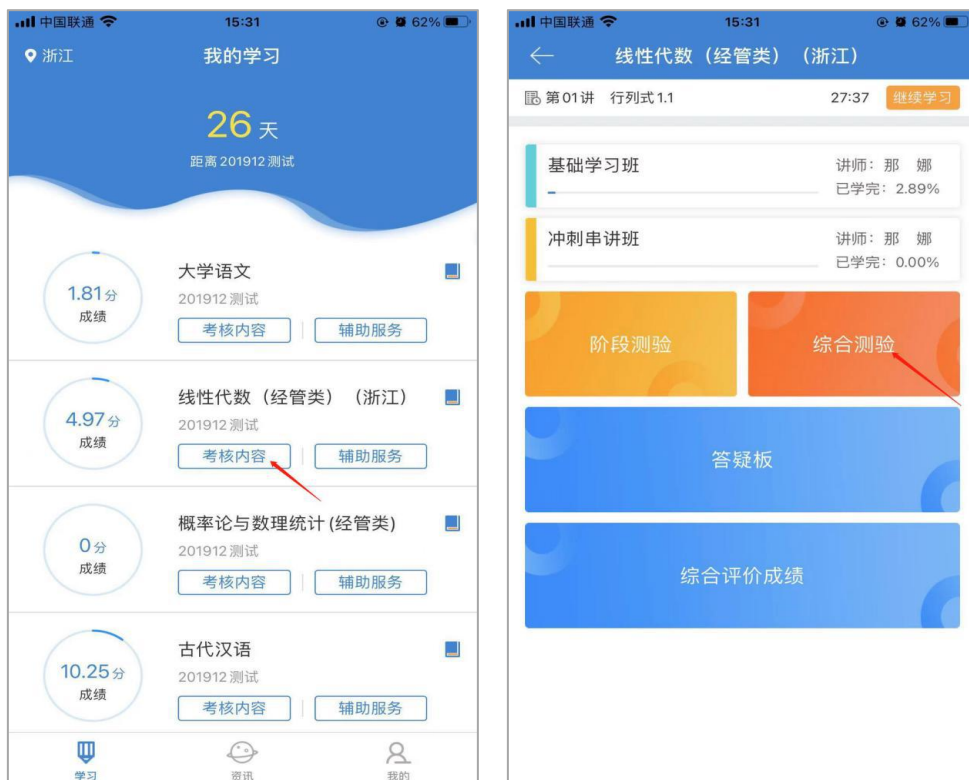 中国联通 15:31 62%
浙江 我的学习
26 天
距离201912测试
大学语文
1.81分
成绩
201912测试
考核内容 辅助服务
线性代数（经管类）（浙江）
4.97分
成绩
201912测试
考核内容 辅助服务
概率论与数理统计(经管类)
0分
成绩
201912测试
考核内容 辅助服务
古代汉语
10.25分
成绩
201912测试
考核内容 辅助服务
学习 资讯 我的
中国联通 15:31 62%
线性代数（经管类）（浙江）
第01讲 行列式1.1 27:37 继续学习
基础学习班 讲师：那 娜
已学完：2.89%
冲刺串讲班 讲师：那 娜
已学完：0.00%
阶段测验 综合测验
答疑板
综合评价成绩